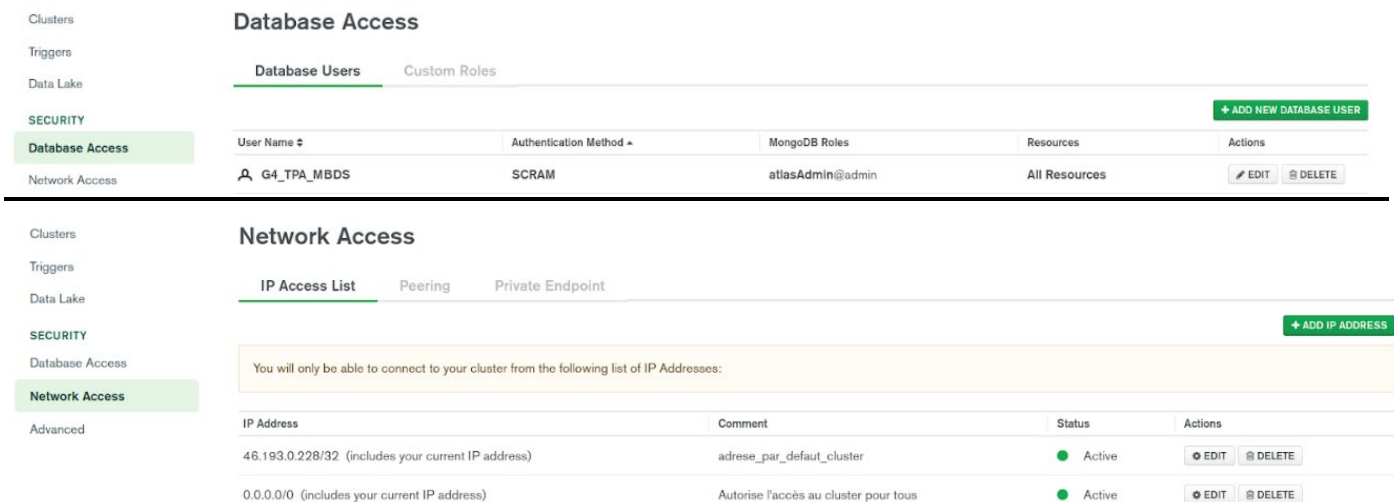 Clusters
Database Access
Triggers
Database Users Custom Roles
Data Lake
+ ADD NEW DATABASE USER
SECURITY
User Name Authentication Method MongoDB Roles Resources Actions
Database Access
G4_TPA_MBDS SCRAM atlasAdmin@admin All Resources EDIT DELETE
Network Access
Clusters
Network Access
Triggers
IP Access List Peering Private Endpoint
Data Lake
+ ADD IP ADDRESS
SECURITY
Database Access
You will only be able to connect to your cluster from the following list of IP Addresses:
Network Access
IP Address Comment Status Actions
Advanced
46.193.0.228/32 (includes your current IP address) adrese_par_defaut_cluster Active EDIT DELETE
0.0.0.0/0 (includes your current IP address) Autorise l'accès au cluster pour tous Active EDIT DELETE